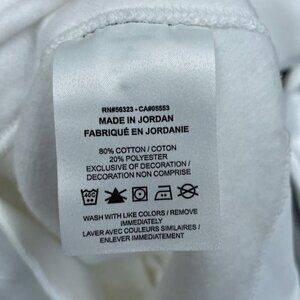 RN#56323 - CA#05553
MADE IN JORDAN
FABRIQUÉ EN JORDANIE
80% COTTON / COTON
20% POLYESTER
EXCLUSIVE OF DECORATION /
DECORATION NON COMPRISE
WASH WITH LIKE COLORS / REMOVE
IMMEDIATELY
LAVER AVEC COULEURS SIMILAIRES /
ENLEVER IMMEDIATEMENT